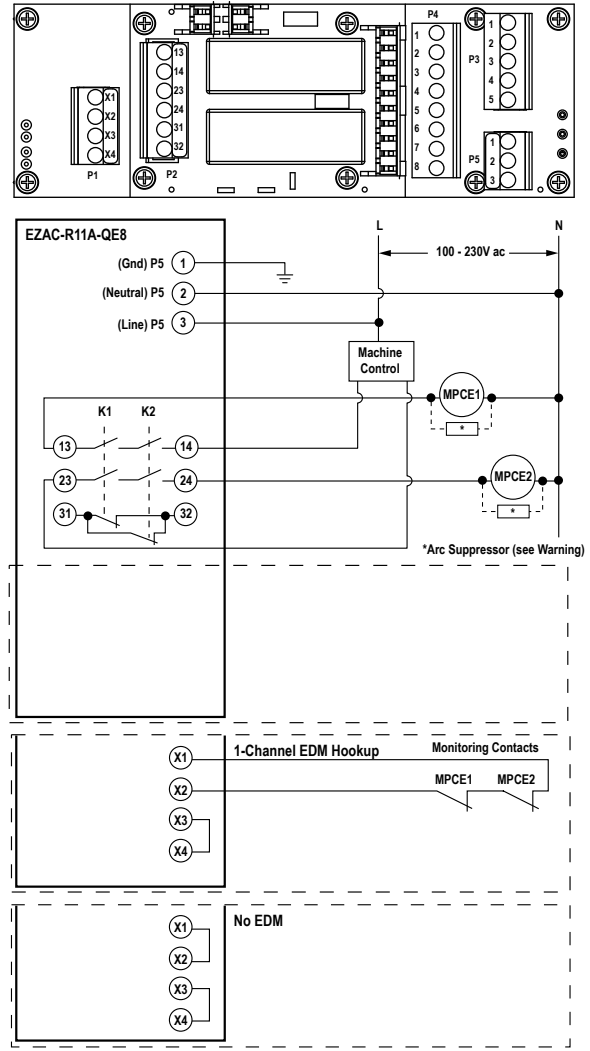 P4
1
2
3
4
5
6
7
8
P3
1
2
3
4
5
P5
1
2
3
13
14
23
24
31
32
P2
X1
X2
X3
X4
P1
EZAC-R11A-QE8
L
N
100 - 230V ac
(Gnd) P5 1
(Neutral) P5 2
(Line) P5 3
Machine
Control
MPCE1
*
K1 K2
13 14
23 24
31 32
MPCE2
*
*Arc Suppressor (see Warning)
1-Channel EDM Hookup
Monitoring Contacts
MPCE1 MPCE2
X1
X2
X3
X4
No EDM
X1
X2
X3
X4